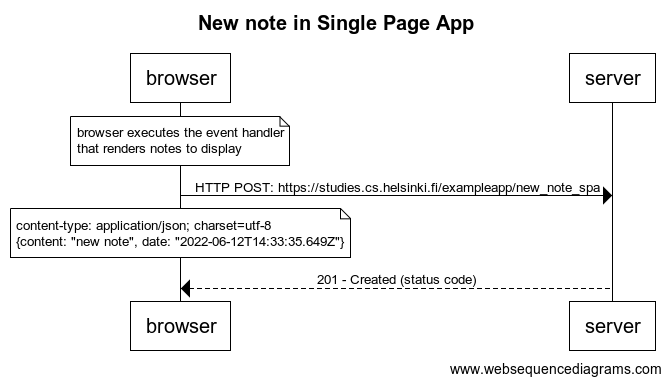 New note in Single Page App
browser
server
browser executes the event handler
that renders notes to display
HTTP POST: https://studies.cs.helsinki.fi/exampleapp/new_note_spa
content-type: application/json; charset=utf-8
{content: "new note", date: "2022-06-12T14:33:35.649Z"}
201 - Created (status code)
browser
server
www.websequencediagrams.com